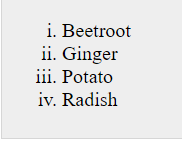 i. Beetroot
ii. Ginger
iii. Potato
iv. Radish